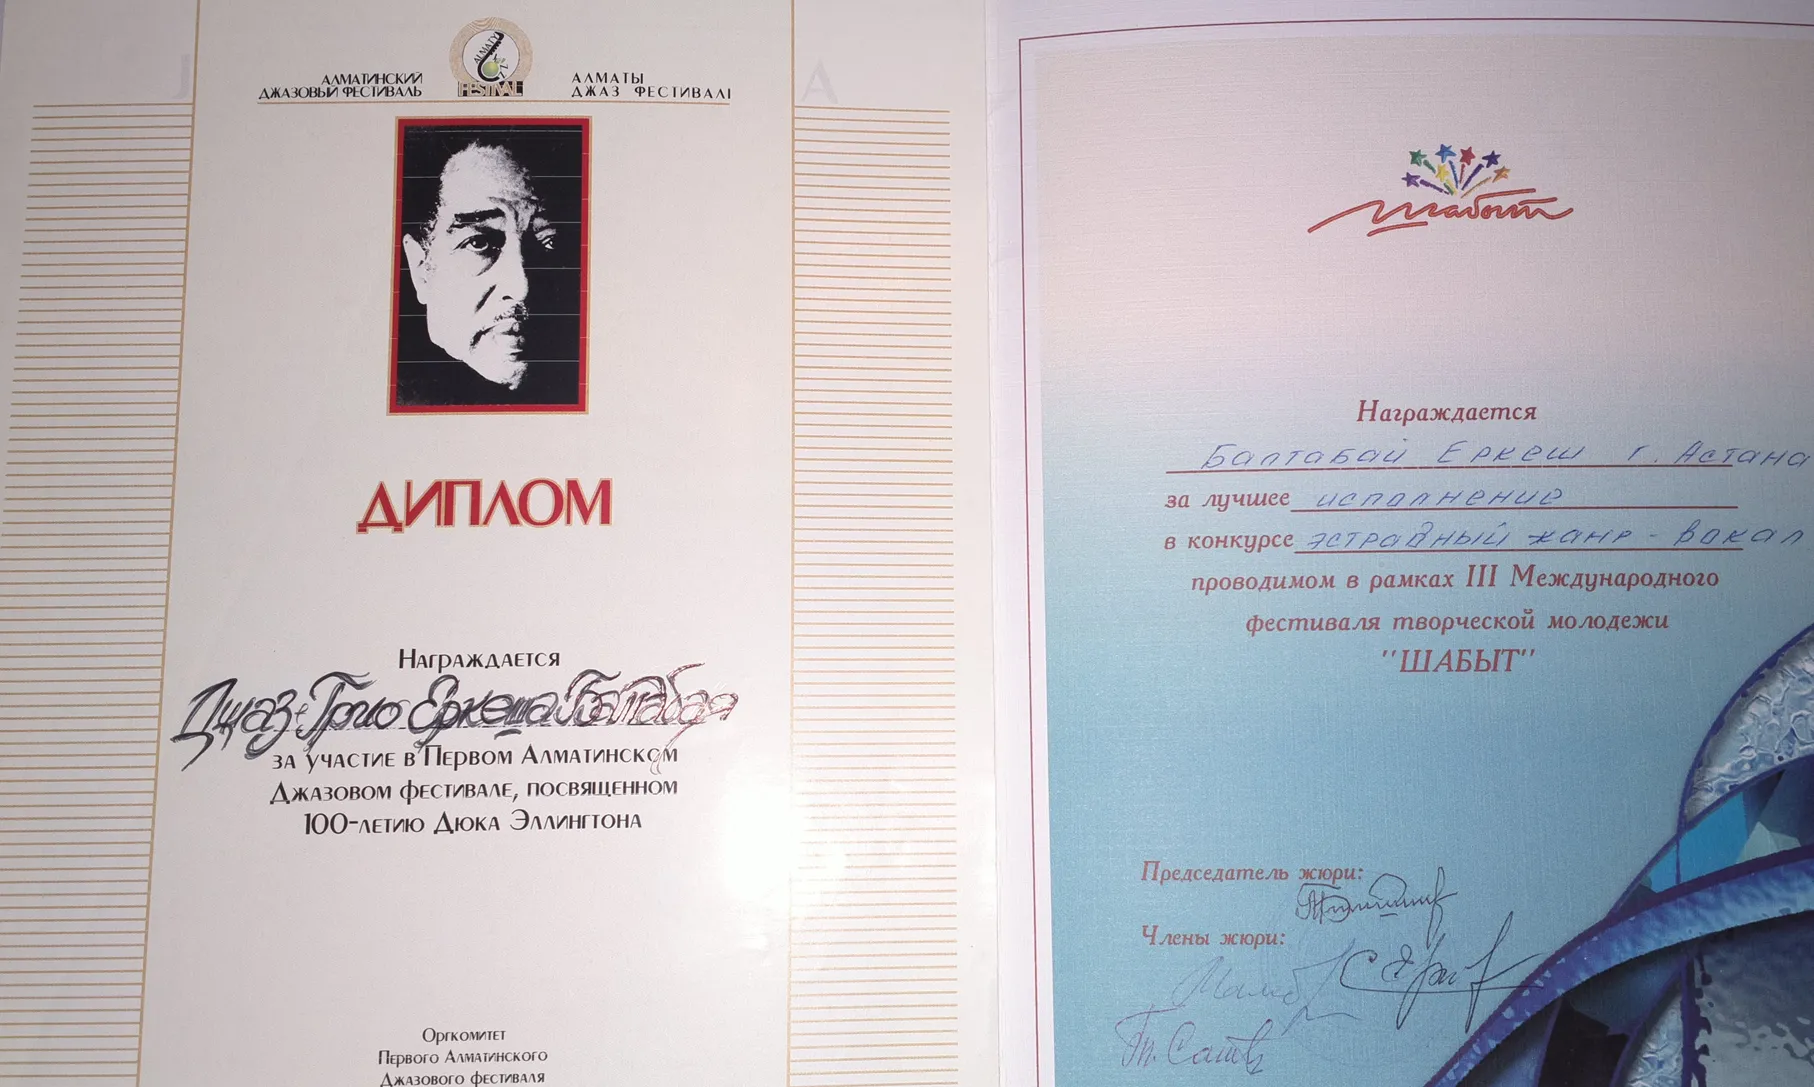 АЛМАТИНСКИЙ
ДЖАЗОВЫЙ ФЕСТИВАЛЬ
ALMATY
FESTIVAL
АЛМАТЫ
ДЖАЗ ФЕСТИВАЛІ
ДИПЛОМ
НАГРАЖДАЕТСЯ
Джаз-Трио Еркеша Балтабая
ЗА УЧАСТИЕ В ПЕРВОМ АЛМАТИНСКОМ
ДЖАЗОВОМ ФЕСТИВАЛЕ, ПОСВЯЩЕННОМ
100-ЛЕТИЮ ДЮКА ЭЛЛИНГТОНА
ОРГКОМИТЕТ
ПЕРВОГО АЛМАТИНСКОГО
ДЖАЗОВОГО ФЕСТИВАЛЯ
Шабыт
Награждается
Балтабай Еркеш г. Астана
за лучшее исполнение
в конкурсе эстрадный жанр - вокал
проводимом в рамках III Международного
фестиваля творческой молодежи
"ШАБЫТ"
Председатель жюри:
Члены жюри: